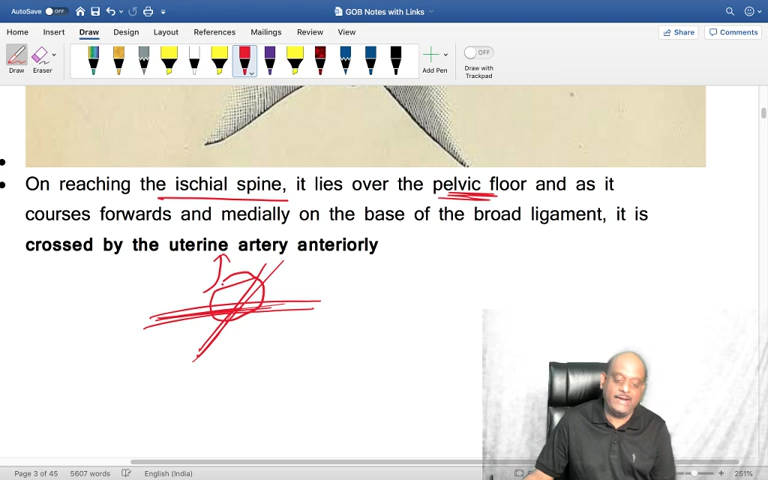 AutoSave
OFF
GOB Notes with Links
Home Insert Draw Design Layout References Mailings Review View
Share
Comments
Draw
Eraser
Add Pen
OFF
Draw with
Trackpad
• On reaching the ischial spine, it lies over the pelvic floor and as it
courses forwards and medially on the base of the broad ligament, it is
crossed by the uterine artery anteriorly
Page 3 of 45 5607 words English (India)
251%